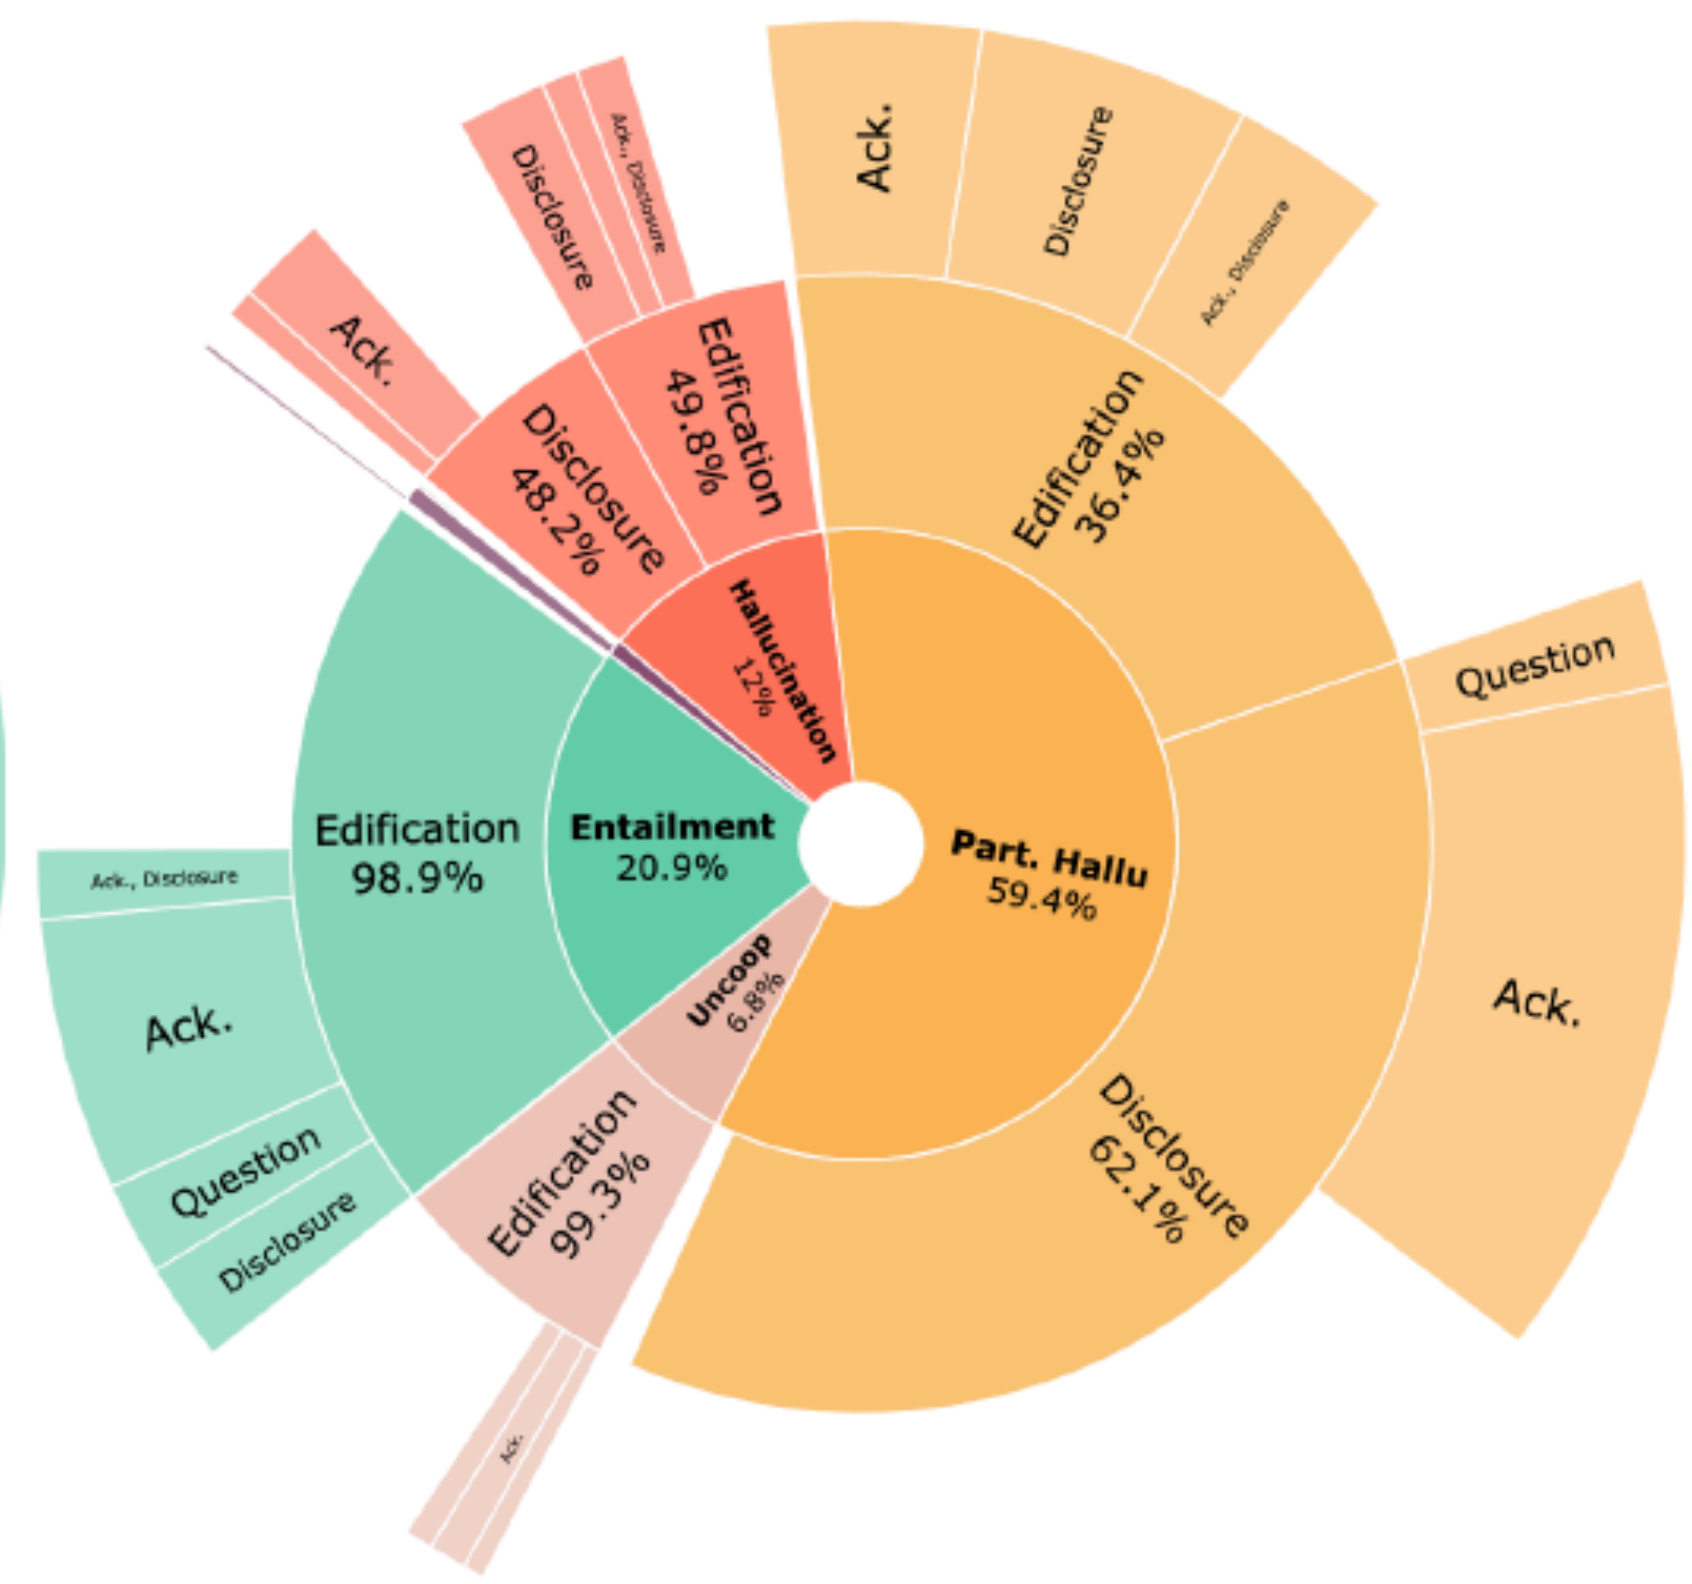 Ack.
Disclosure
Ack., Disclosure
Edification
36.4%
Question
Ack.
Disclosure
62.1%
Part. Hallu
59.4%
Disclosure
Ack., Disclosure
Edification
49.8%
Ack.
Disclosure
48.2%
Hallucination
12%
Edification
98.9%
Entailment
20.9%
Ack., Disclosure
Ack.
Question
Disclosure
Uncoop
6.8%
Edification
99.3%
Ack.